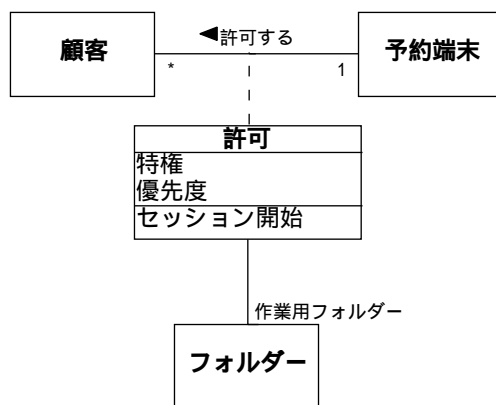 顧客
◀許可する
予約端末
*
1
許可
特権
優先度
セッション開始
作業用フォルダー
フォルダー